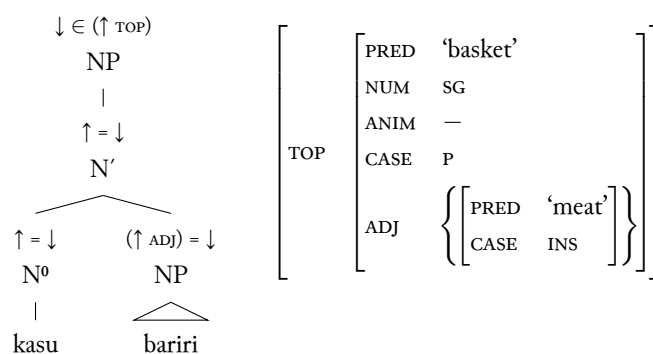 ↓ ∈ (↑ TOP)
NP
↑ = ↓
N′
↑ = ↓ (↑ ADJ) = ↓
N⁰ NP
kasu bariri
TOP
PRED ‘basket’
NUM SG
ANIM –
CASE P
ADJ
PRED ‘meat’
CASE INS